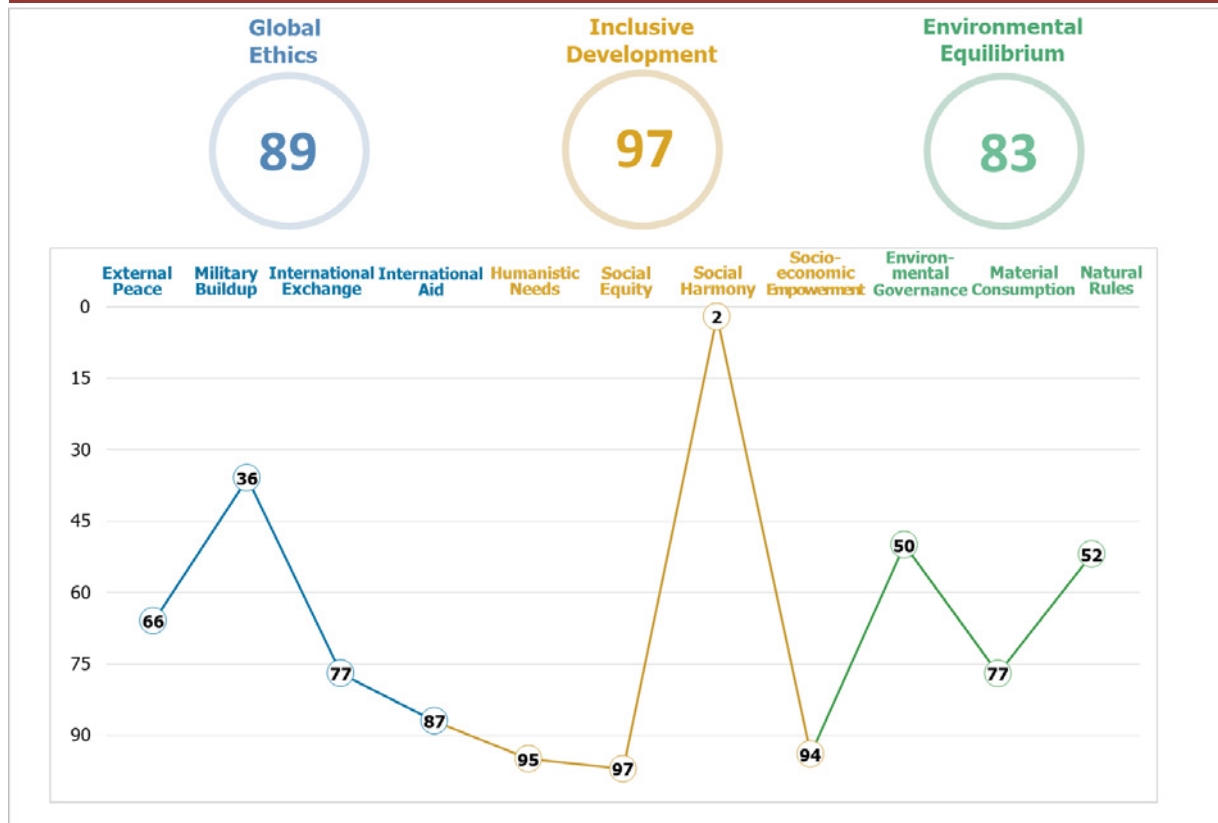 Global
Ethics
Inclusive
Development
Environmental
Equilibrium
89
97
83
External
Peace
Military
Buildup
International
Exchange
International
Aid
Humanistic
Needs
Social
Equity
Social
Harmony
Socio-
economic
Empowerment
Environ-
mental
Governance
Material
Consumption
Natural
Rules
0
15
30
45
60
75
90
66
36
77
87
95
97
2
94
50
77
52